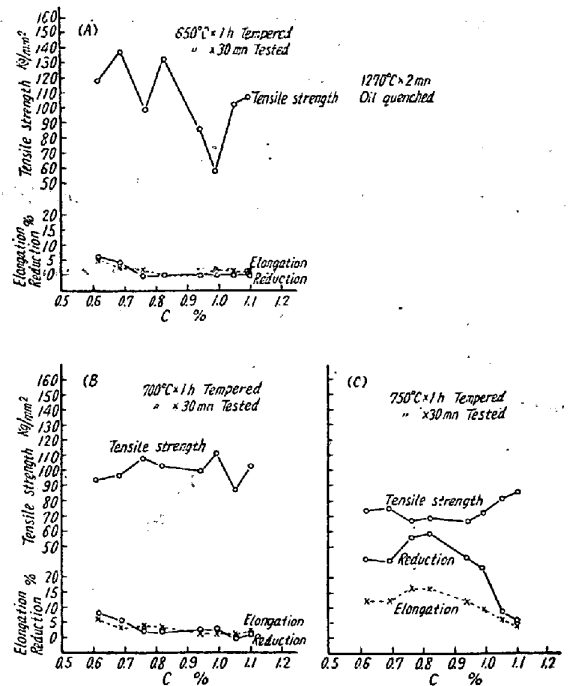 (A)
650°C×1h Tempered
〃 ×30mn Tested
1270°C×2mn
Oil quenched
Tensile strength Kg/mm²
160
150
140
130
120
110
100
90
80
70
60
50
Tensile strength
Elongation %
Reduction
20
15
10
5
0
Elongation
Reduction
0.5 0.6 0.7 0.8 0.9 1.0 1.1 1.2
C %
(B
700°C×1h Tempered
〃 ×30mn Tested
Tensile strength Kg/mm²
160
150
140
130
120
110
100
90
80
70
60
50
Tensile strength
Elongation %
Reduction
20
15
10
5
0
Elongation
Reduction
0.5 0.6 0.7 0.8 0.9 1.0 1.1 1.2
C %
(C)
750°C×1h Tempered
〃 ×30mn Tested
Tensile strength
Reduction
Elongation
0.5 0.6 0.7 0.8 0.9 1.0 1.1 1.2
C %